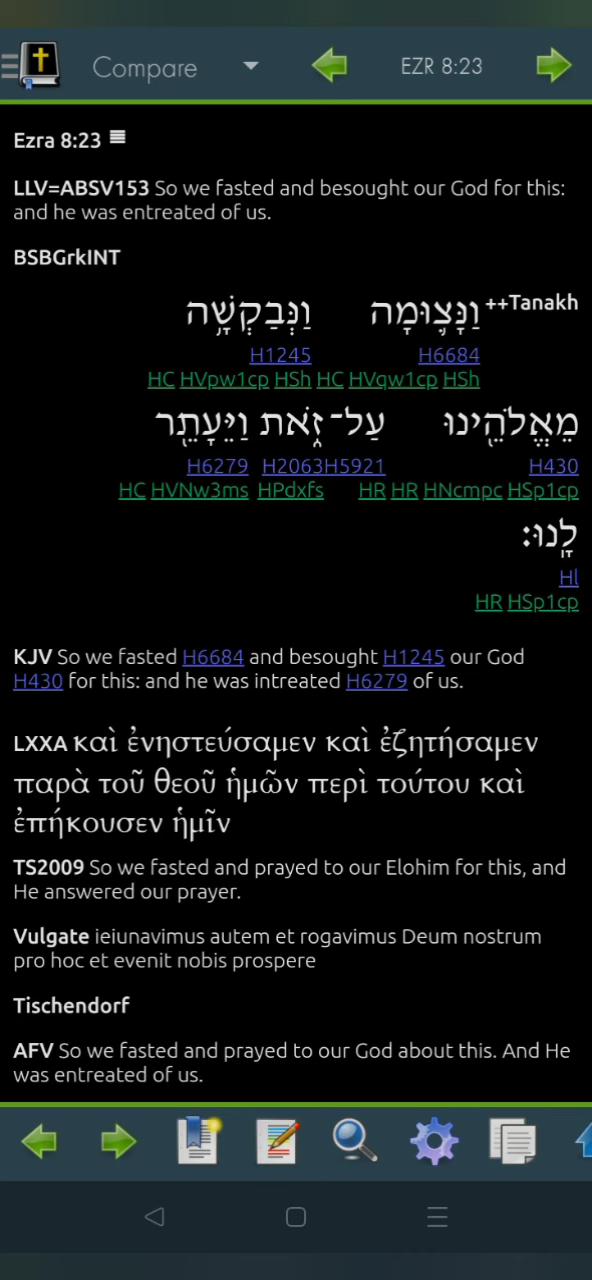 Compare
EZR 8:23
Ezra 8:23
LLV=ABSV153 So we fasted and besought our God for this:
and he was entreated of us.
BSBGrkINT
++Tanakh וַנָּצ֛וּמָה וַנְּבַקְשָׁ֥ה
H6684 H1245
HC HVqw1cp HSh HC HVpw1cp HSh
מֵאֱלֹהֵ֖ינוּ עַל־ זֹ֑את וַיֵּעָתֵ֖ר
H430 H5921 H2063 H6279
HR HNcmpc HSp1cp HR HPdxfs HC HVNw3ms
לָֽנוּ׃
Hl
HR HSp1cp
KJV So we fasted H6684 and besought H1245 our God
H430 for this: and he was intreated H6279 of us.
LXXA καὶ ἐνηστεύσαμεν καὶ ἐζητήσαμεν
παρὰ τοῦ θεοῦ ἡμῶν περὶ τούτου καὶ
ἐπήκουσεν ἡμῖν
TS2009 So we fasted and prayed to our Elohim for this, and
He answered our prayer.
Vulgate ieiunavimus autem et rogavimus Deum nostrum
pro hoc et evenit nobis prospere
Tischendorf
AFV So we fasted and prayed to our God about this. And He
was entreated of us.